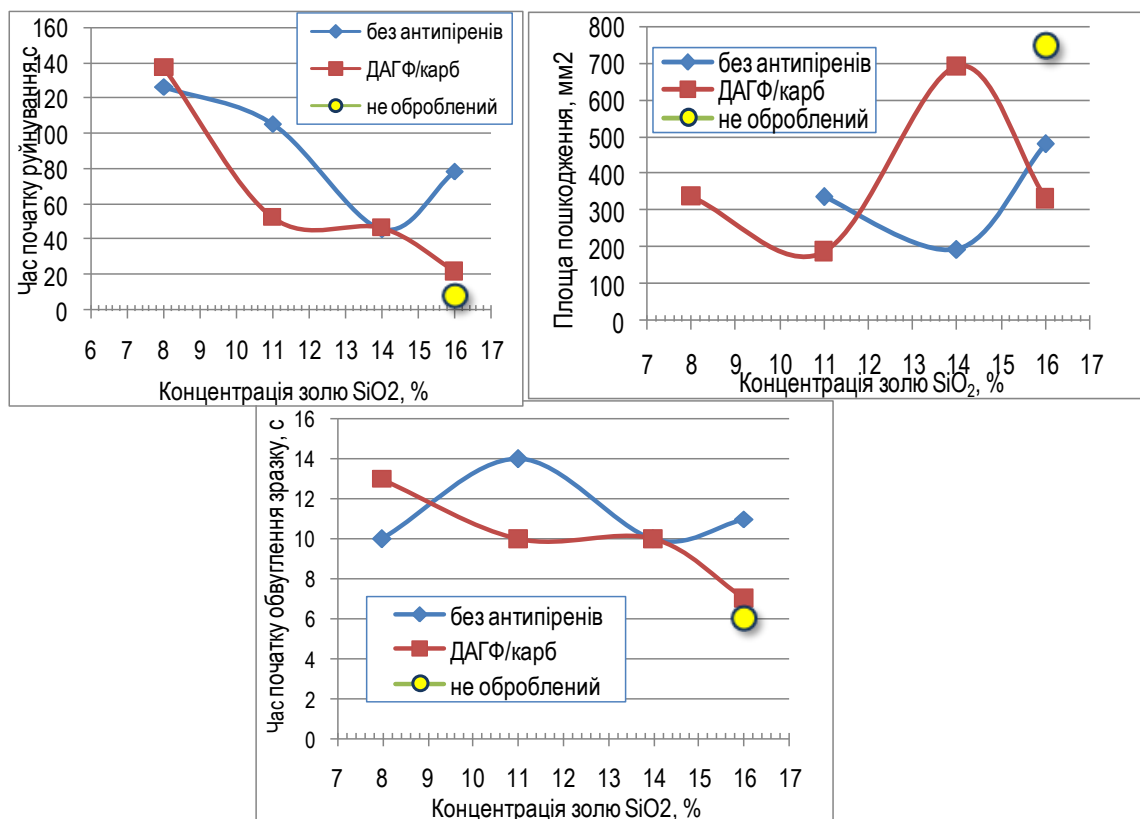 Час початку руйнування, с
160
140
120
100
80
60
40
20
0
6 7 8 9 10 11 12 13 14 15 16 17
Концентрація золю SiO2, %
без антипіренів
ДАГФ/карб
не оброблений
Площа пошкодження, мм2
800
700
600
500
400
300
200
100
0
7 8 9 10 11 12 13 14 15 16 17
Концентрація золю SiO₂, %
без антипіренів
ДАГФ/карб
не оброблений
Час початку обвуглення зразку, с
16
14
12
10
8
6
4
2
0
7 8 9 10 11 12 13 14 15 16 17
Концентрація золю SiO2, %
без антипіренів
ДАГФ/карб
не оброблений